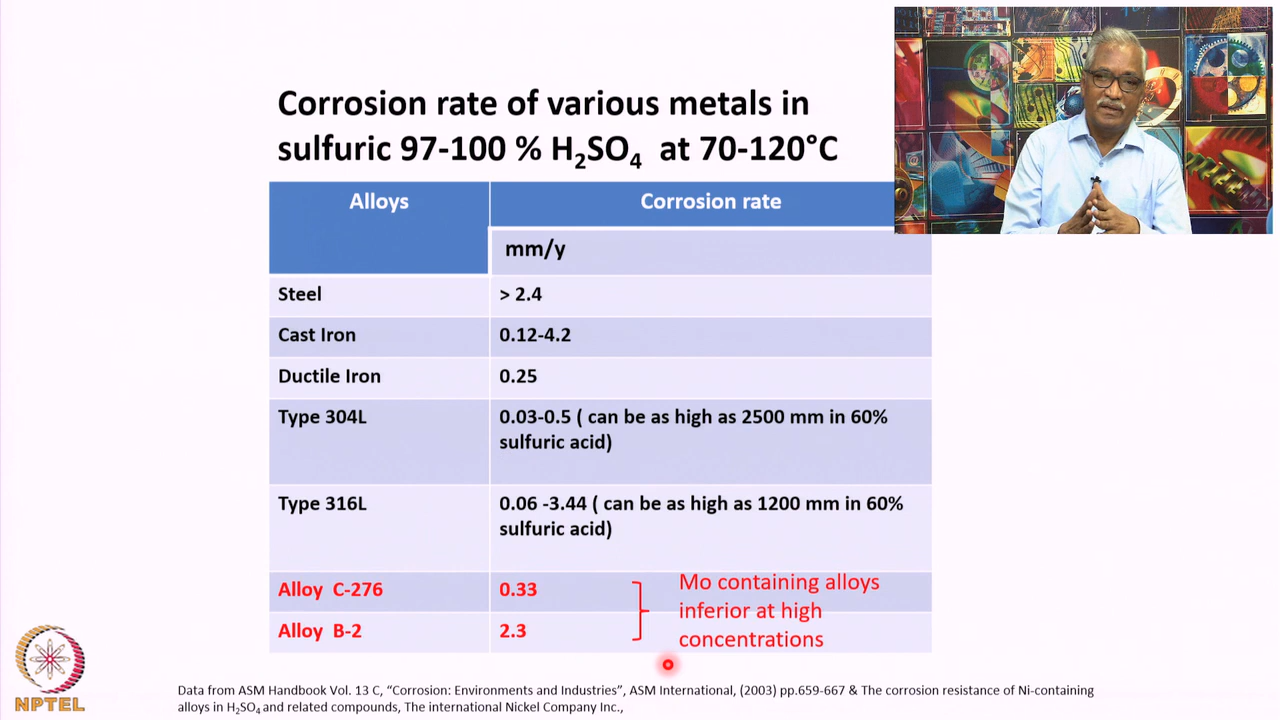 Corrosion rate of various metals in
sulfuric 97-100 % H₂SO₄ at 70-120°C
Alloys
Corrosion rate
mm/y
Steel
> 2.4
Cast Iron
0.12-4.2
Ductile Iron
0.25
Type 304L
0.03-0.5 ( can be as high as 2500 mm in 60%
sulfuric acid)
Type 316L
0.06 -3.44 ( can be as high as 1200 mm in 60%
sulfuric acid)
Alloy C-276
0.33
Alloy B-2
2.3
Mo containing alloys
inferior at high
concentrations
NPTEL
Data from ASM Handbook Vol. 13 C, “Corrosion: Environments and Industries”, ASM International, (2003) pp.659-667 & The corrosion resistance of Ni-containing
alloys in H₂SO₄ and related compounds, The international Nickel Company Inc.,